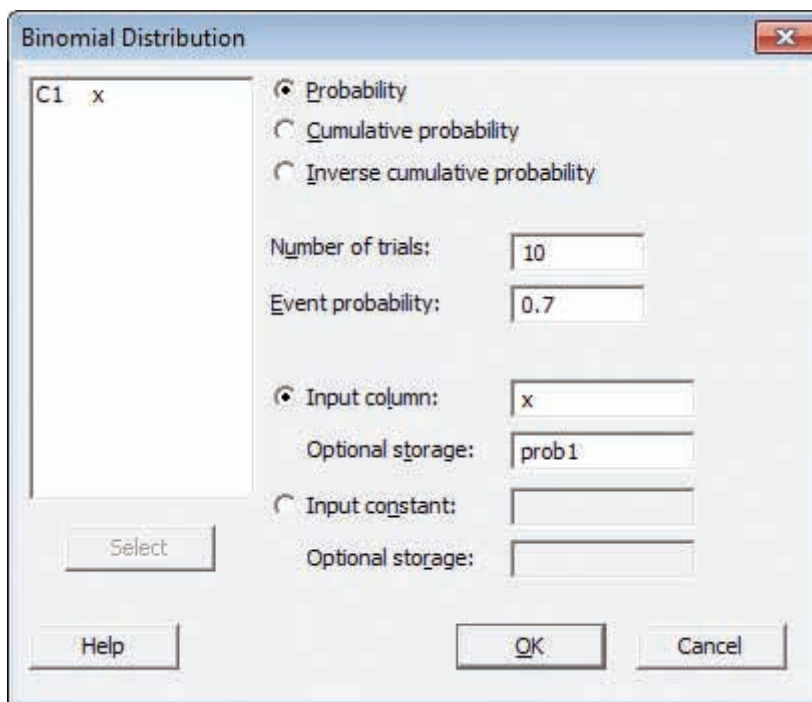 Binomial Distribution
C1 x
Probability
Cumulative probability
Inverse cumulative probability
Number of trials: 10
Event probability: 0.7
Input column: x
Optional storage: prob1
Input constant:
Optional storage:
Select
Help
OK
Cancel